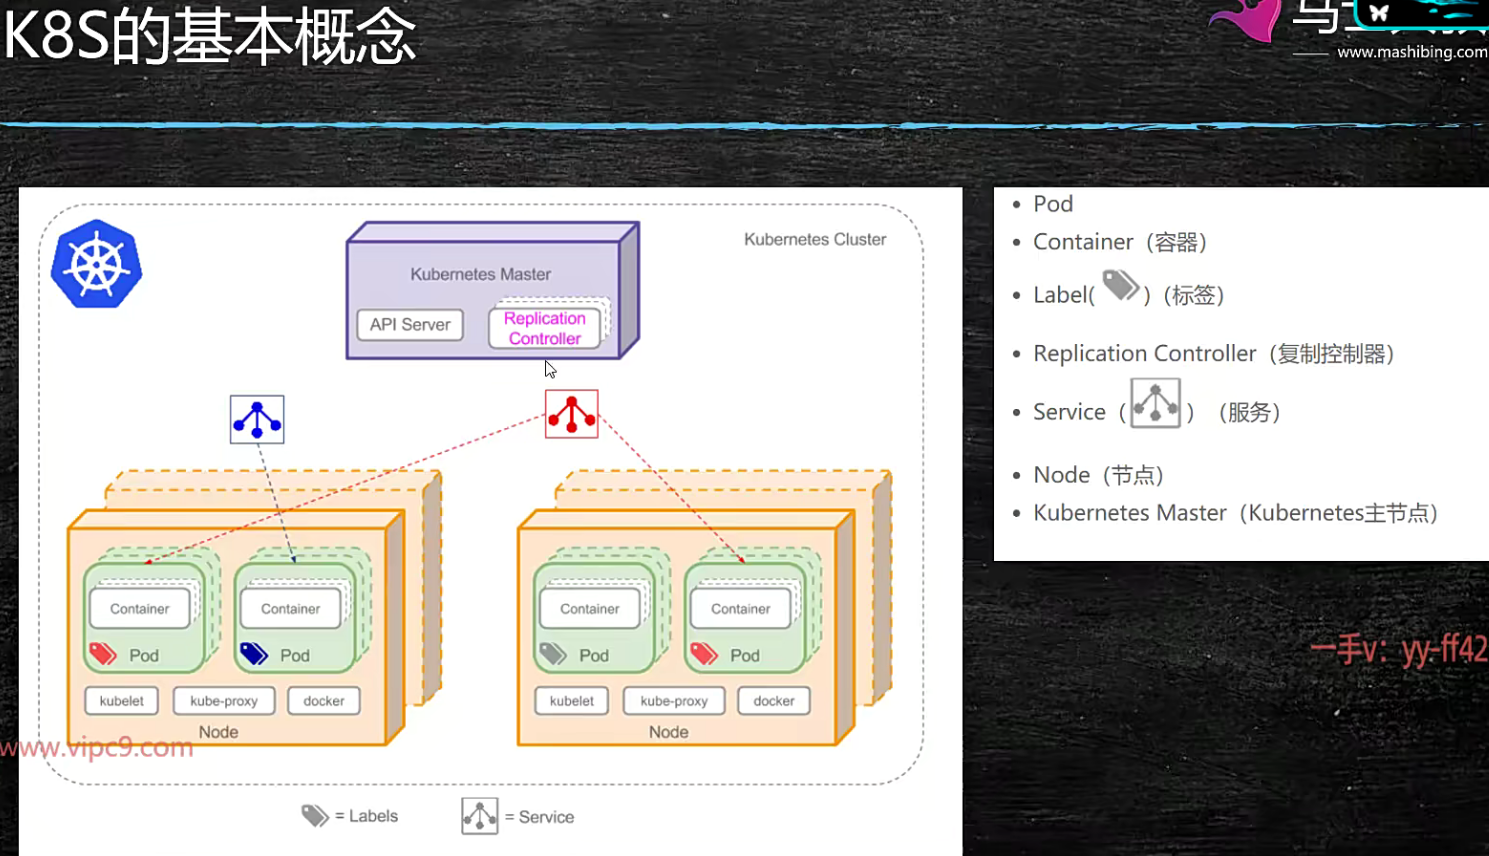 K8S的基本概念
www.mashibing.com
Kubernetes Cluster
Kubernetes Master
API Server
Replication
Controller
Container
Container
Pod
Pod
kubelet
kube-proxy
docker
Node
Container
Container
Pod
Pod
kubelet
kube-proxy
docker
Node
= Labels
= Service
• Pod
• Container（容器）
• Label( )（标签）
• Replication Controller（复制控制器）
• Service（ ）（服务）
• Node（节点）
• Kubernetes Master（Kubernetes主节点）
一手v：yy-ff42
www.vipc9.com